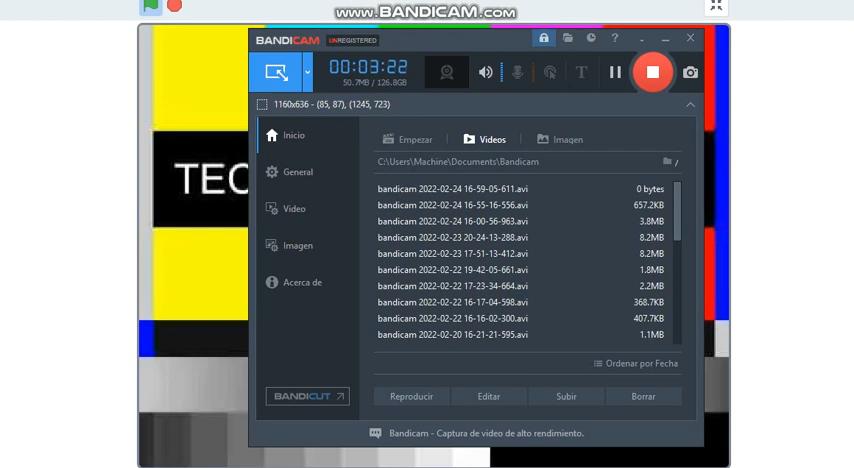 www.BANDICAM.com
BANDICAM UNREGISTERED
?
00:03:22
50.7MB / 126.8GB
T
1160x636 - (85, 87), (1245, 723)
Inicio
General
Video
Imagen
Acerca de
BANDICUT
Empezar
Videos
Imagen
C:\Users\Machine\Documents\Bandicam
bandicam 2022-02-24 16-59-05-611.avi 0 bytes
bandicam 2022-02-24 16-55-16-556.avi 657.2KB
bandicam 2022-02-24 16-00-56-963.avi 3.8MB
bandicam 2022-02-23 20-24-13-288.avi 8.2MB
bandicam 2022-02-23 17-51-13-412.avi 8.2MB
bandicam 2022-02-22 19-42-05-661.avi 1.8MB
bandicam 2022-02-22 17-23-34-664.avi 2.2MB
bandicam 2022-02-22 16-17-04-598.avi 368.7KB
bandicam 2022-02-22 16-16-02-300.avi 407.7KB
bandicam 2022-02-20 16-21-21-595.avi 1.1MB
Ordenar por Fecha
Reproducir
Editar
Subir
Borrar
Bandicam - Captura de video de alto rendimiento.